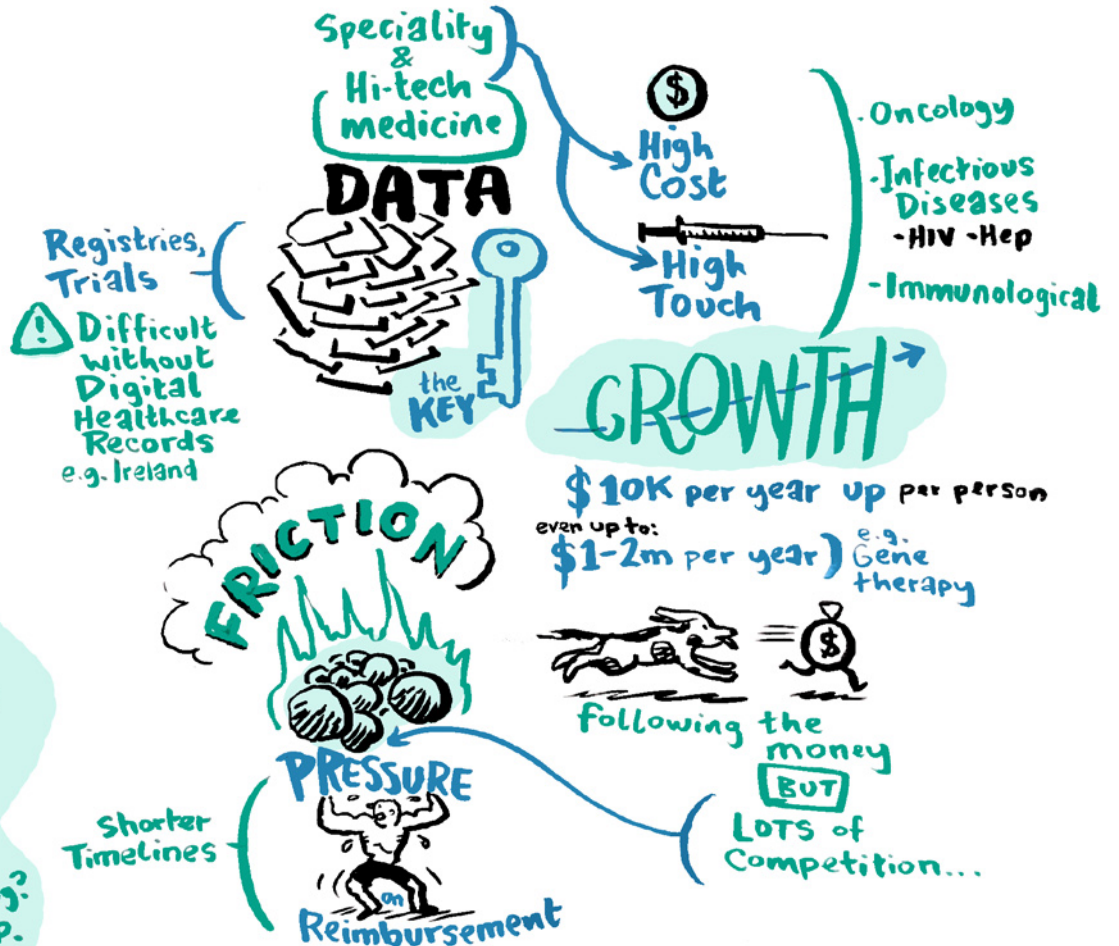 Speciality
&
Hi-tech
medicine
DATA
Registries,
Trials
! Difficult
without
Digital
Healthcare
Records
e.g. Ireland
the
KEY
$
High
Cost
High
Touch
. Oncology
-Infectious
Diseases
-HIV -Hep
-Immunological
GROWTH
$10K per year up per person
even up to:
$1-2m per year) e.g.
Gene
therapy
$
following the
money
BUT
LOTS of
Competition...
FRICTION
PRESSURE
on
Reimbursement
Shorter
Timelines